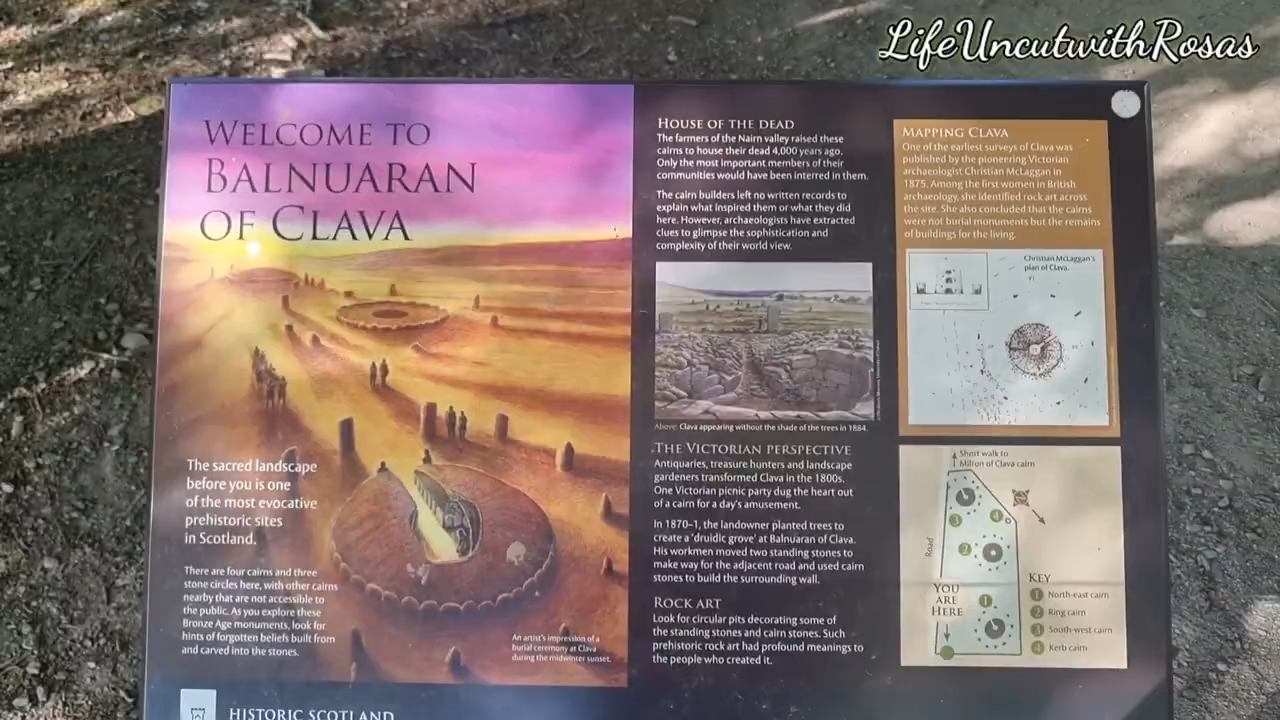 LifeUncutwithRosas
WELCOME TO
BALNUARAN
OF CLAVA
The sacred landscape
before you is one
of the most evocative
prehistoric sites
in Scotland.
There are four cairns and three
stone circles here, with other cairns
nearby that are not accessible to
the public. As you explore these
Bronze Age monuments, look for
hints of forgotten beliefs built from
and carved into the stones.
An artist's impression of a
burial ceremony at Clava
during the midwinter sunset.
HISTORIC SCOTLAND
HOUSE OF THE DEAD
The farmers of the Nairn valley raised these
cairns to house their dead 4,000 years ago.
Only the most important members of their
communities would have been interred in them.
The cairn builders left no written records to
explain what inspired them or what they did
here. However, archaeologists have extracted
clues to glimpse the sophistication and
complexity of their world view.
Above: Clava appearing without the shade of the trees in 1884.
THE VICTORIAN PERSPECTIVE
Antiquaries, treasure hunters and landscape
gardeners transformed Clava in the 1800s.
One Victorian picnic party dug the heart out
of a cairn for a day's amusement.
In 1870–1, the landowner planted trees to
create a 'druidic grove' at Balnuaran of Clava.
His workmen moved two standing stones to
make way for the adjacent road and used cairn
stones to build the surrounding wall.
ROCK ART
Look for circular pits decorating some of
the standing stones and cairn stones. Such
prehistoric rock art had profound meanings to
the people who created it.
MAPPING CLAVA
One of the earliest surveys of Clava was
published by the pioneering Victorian
archaeologist Christian McLaggan in
1875. Among the first women in British
archaeology, she identified rock art across
the site. She also concluded that the cairns
were not burial monuments but the remains
of buildings for the living.
Christian McLaggan's
plan of Clava.
Short walk to
Milton of Clava cairn
3
4
2
Road
1
YOU
ARE
HERE
KEY
1 North-east cairn
2 Ring cairn
3 South-west cairn
4 Kerb cairn